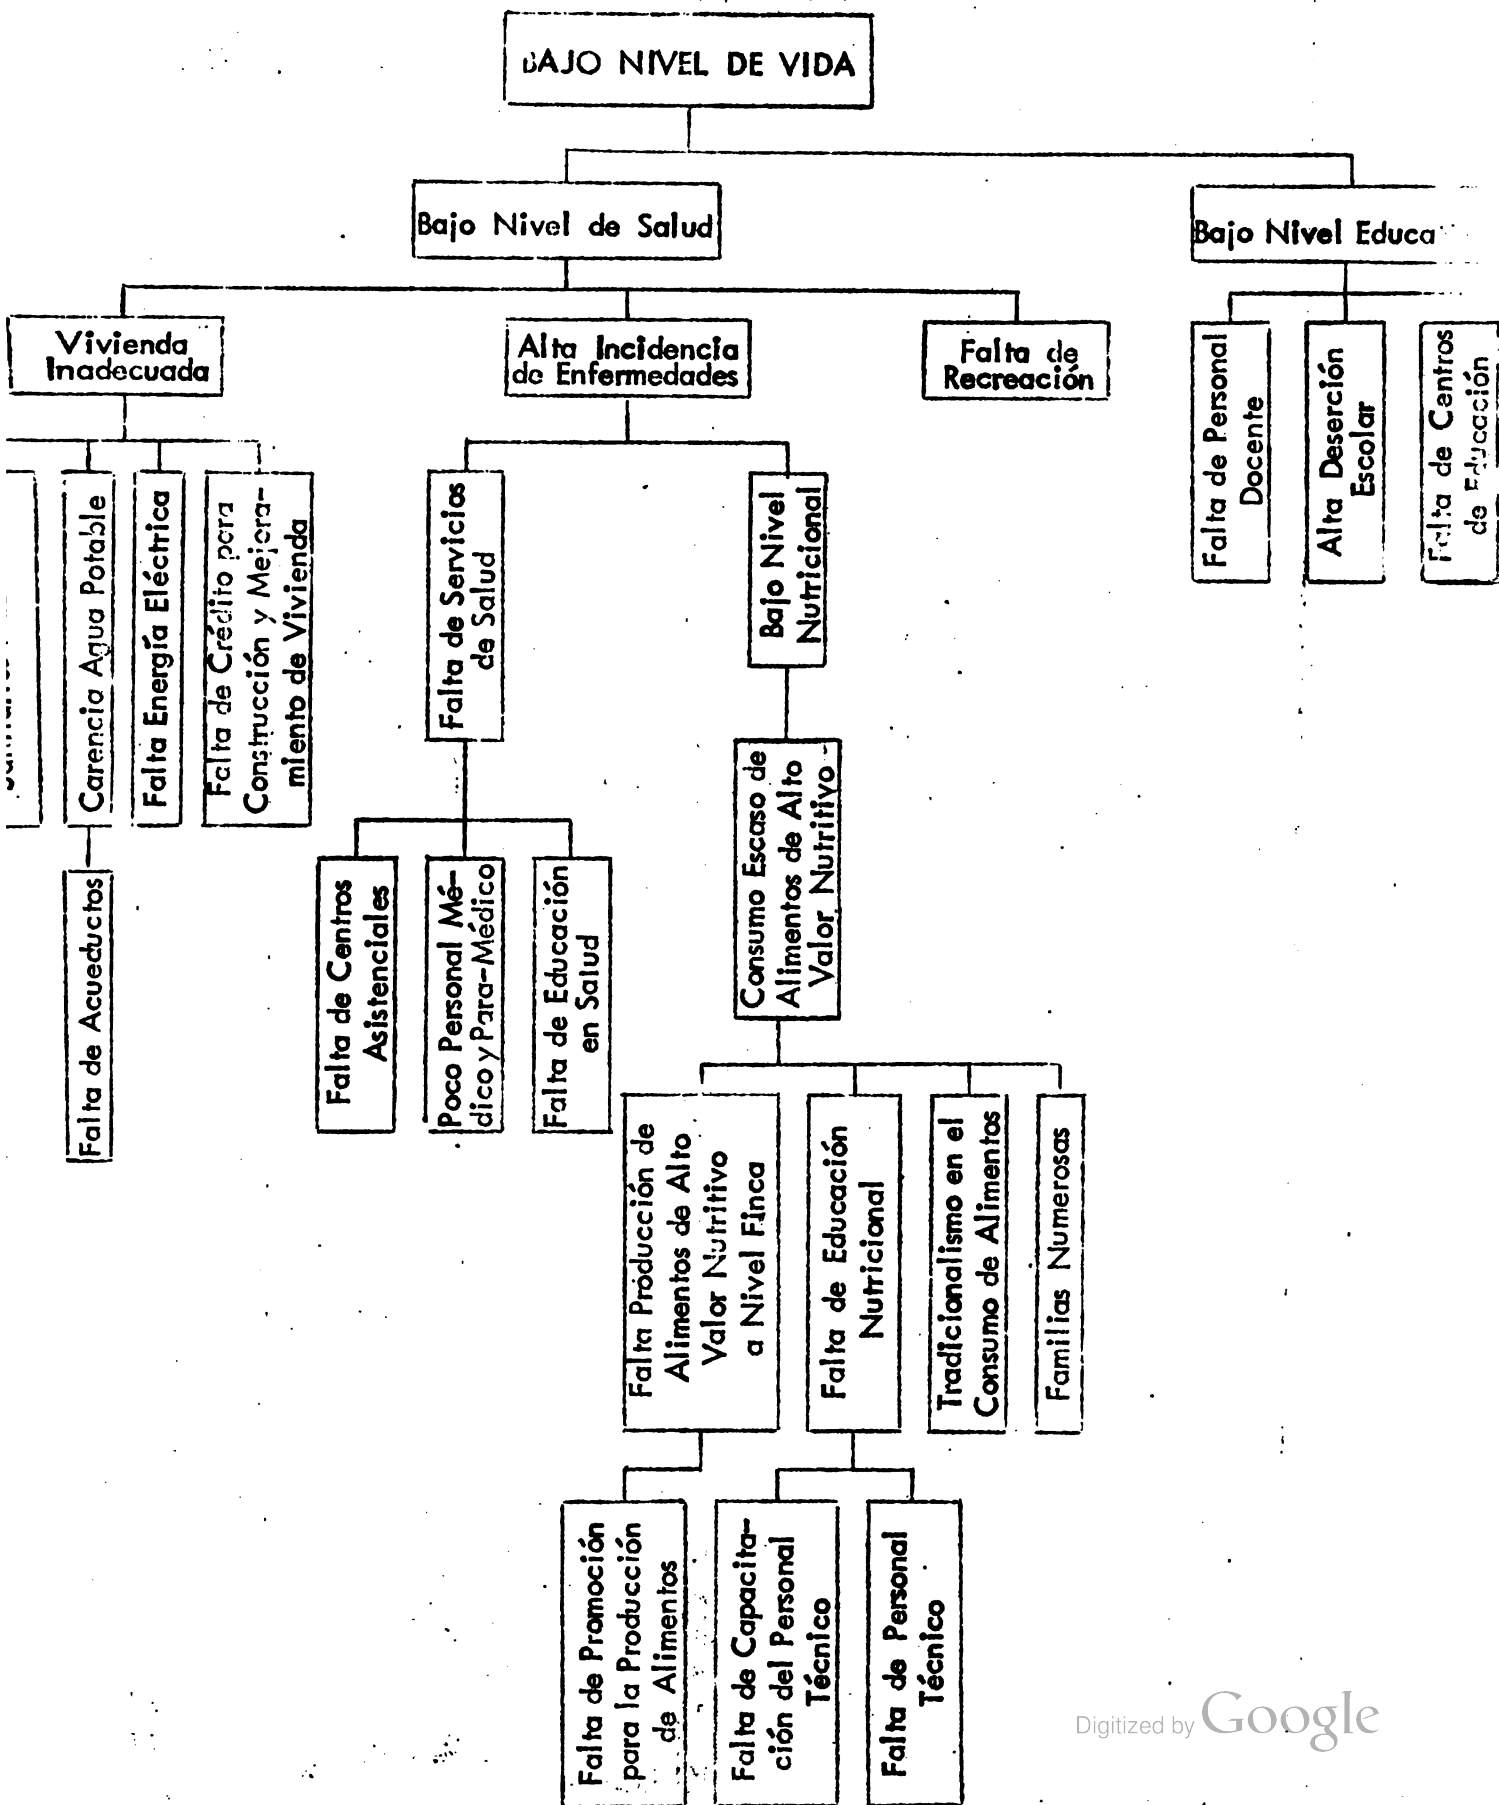 BAJO NIVEL DE VIDA
Bajo Nivel de Salud
Bajo Nivel Educa
Vivienda
Inadecuada
Alta Incidencia
de Enfermedades
Falta de
Recreación
Falta de Personal
Docente
Alta Deserción
Escolar
Falta de Centros
de Educación
Carencia Agua Potable
Falta Energía Eléctrica
Falta de Crédito para
Construcción y Mejora-
miento de Vivienda
Falta de Servicios
de Salud
Bajo Nivel
Nutricional
Falta de Acueductos
Falta de Centros
Asistenciales
Poco Personal Mé-
dico y Para-Médico
Falta de Educación
en Salud
Consumo Escaso de
Alimentos de Alto
Valor Nutritivo
Falta Producción de
Alimentos de Alto
Valor Nutritivo
a Nivel Finca
Falta de Educación
Nutricional
Tradicionalismo en el
Consumo de Alimentos
Familias Numerosas
Falta de Promoción
para la Producción
de Alimentos
Falta de Capacita-
ción del Personal
Técnico
Falta de Personal
Técnico
Digitized by Google